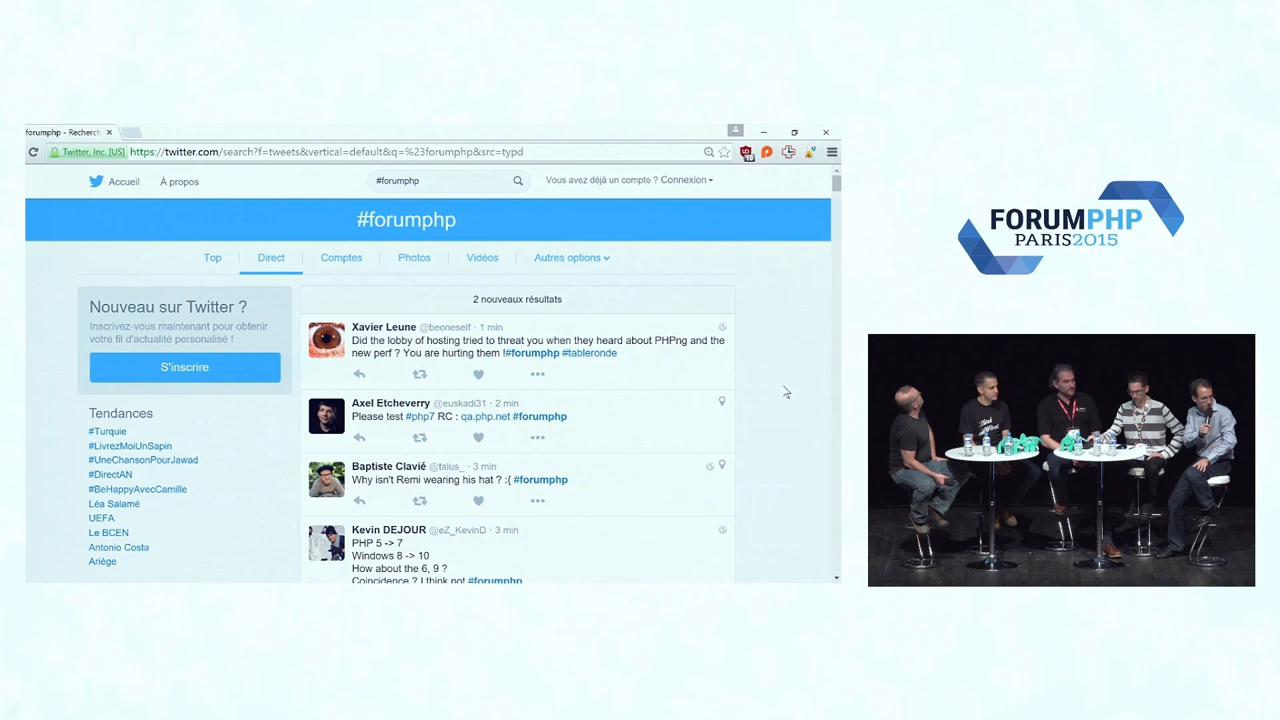 forumphp - Recherch
Twitter, Inc. [US] https://twitter.com/search?f=tweets&vertical=default&q=%23forumphp&src=typd
Accueil À propos #forumphp Vous avez déjà un compte ? Connexion
#forumphp
Top Direct Comptes Photos Vidéos Autres options
Nouveau sur Twitter ?
Inscrivez-vous maintenant pour obtenir
votre fil d'actualité personalisé !
S'inscrire
Tendances
#Turquie
#LivrezMoiUnSapin
#UneChansonPourJawad
#DirectAN
#BeHappyAvecCamille
Léa Salamé
UEFA
Le BCEN
Antonio Costa
Ariège
2 nouveaux résultats
Xavier Leune @beoneself · 1 min
Did the lobby of hosting tried to threat you when they heard about PHPng and the
new perf ? You are hurting them !#forumphp #tableronde
Axel Etcheverry @euskadi31 · 2 min
Please test #php7 RC : qa.php.net #forumphp
Baptiste Clavié @talus_ · 3 min
Why isn't Remi wearing his hat ? :{ #forumphp
Kevin DEJOUR @eZ_KevinD · 3 min
PHP 5 -> 7
Windows 8 -> 10
How about the 6, 9 ?
Coincidence ? I think not #forumphp
FORUMPHP
PARIS2015